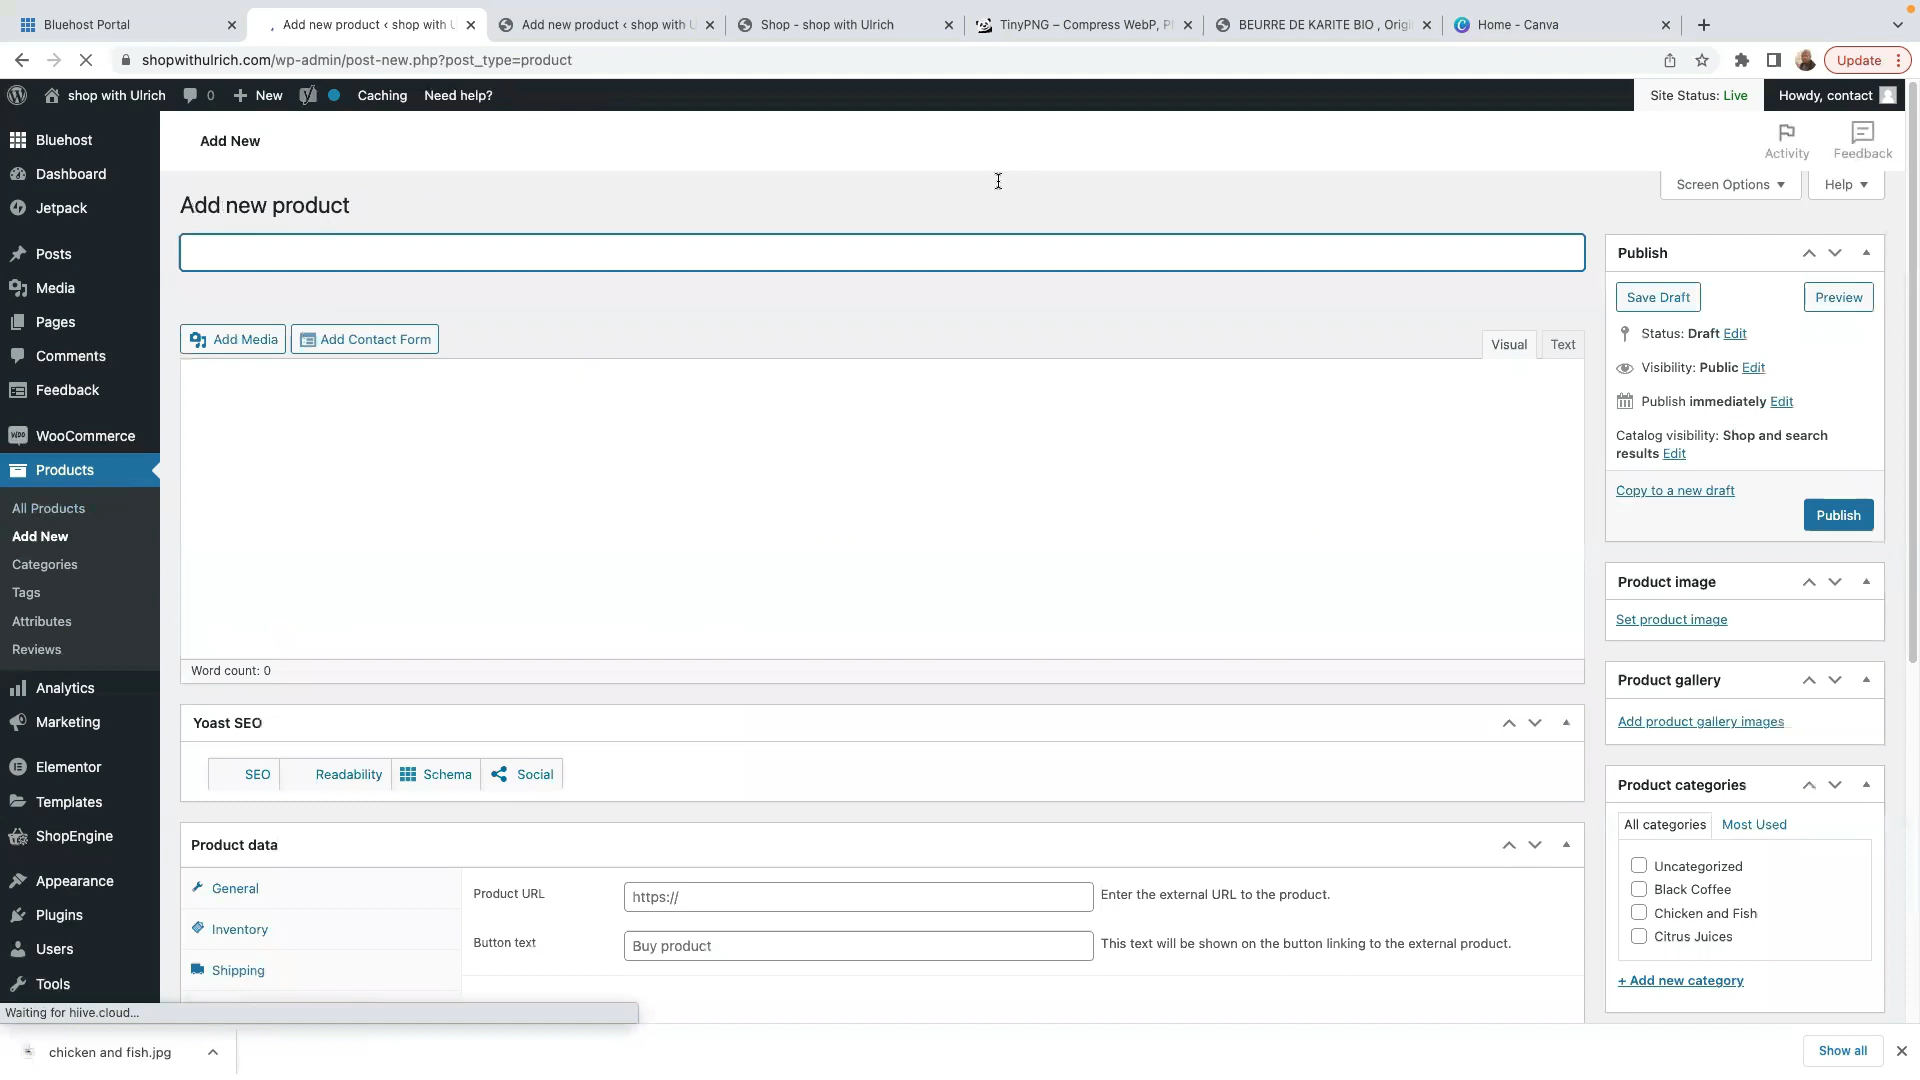 Bluehost Portal
Add new product ‹ shop with U
Add new product ‹ shop with U
Shop - shop with Ulrich
TinyPNG – Compress WebP, P
BEURRE DE KARITE BIO , Origi
Home - Canva
shopwithulrich.com/wp-admin/post-new.php?post_type=product
Update
shop with Ulrich
0
New
Caching
Need help?
Site Status: Live
Howdy, contact
Bluehost
Dashboard
Jetpack
Posts
Media
Pages
Comments
Feedback
WooCommerce
Products
All Products
Add New
Categories
Tags
Attributes
Reviews
Analytics
Marketing
Elementor
Templates
ShopEngine
Appearance
Plugins
Users
Tools
Add New
Activity
Feedback
Screen Options
Help
Add new product
Add Media
Add Contact Form
Visual
Text
Word count: 0
Yoast SEO
SEO
Readability
Schema
Social
Product data
General
Inventory
Shipping
Product URL
https://
Enter the external URL to the product.
Button text
Buy product
This text will be shown on the button linking to the external product.
Publish
Save Draft
Preview
Status: Draft Edit
Visibility: Public Edit
Publish immediately Edit
Catalog visibility: Shop and search
results Edit
Copy to a new draft
Publish
Product image
Set product image
Product gallery
Add product gallery images
Product categories
All categories
Most Used
Uncategorized
Black Coffee
Chicken and Fish
Citrus Juices
+ Add new category
Waiting for hiive.cloud...
chicken and fish.jpg
Show all